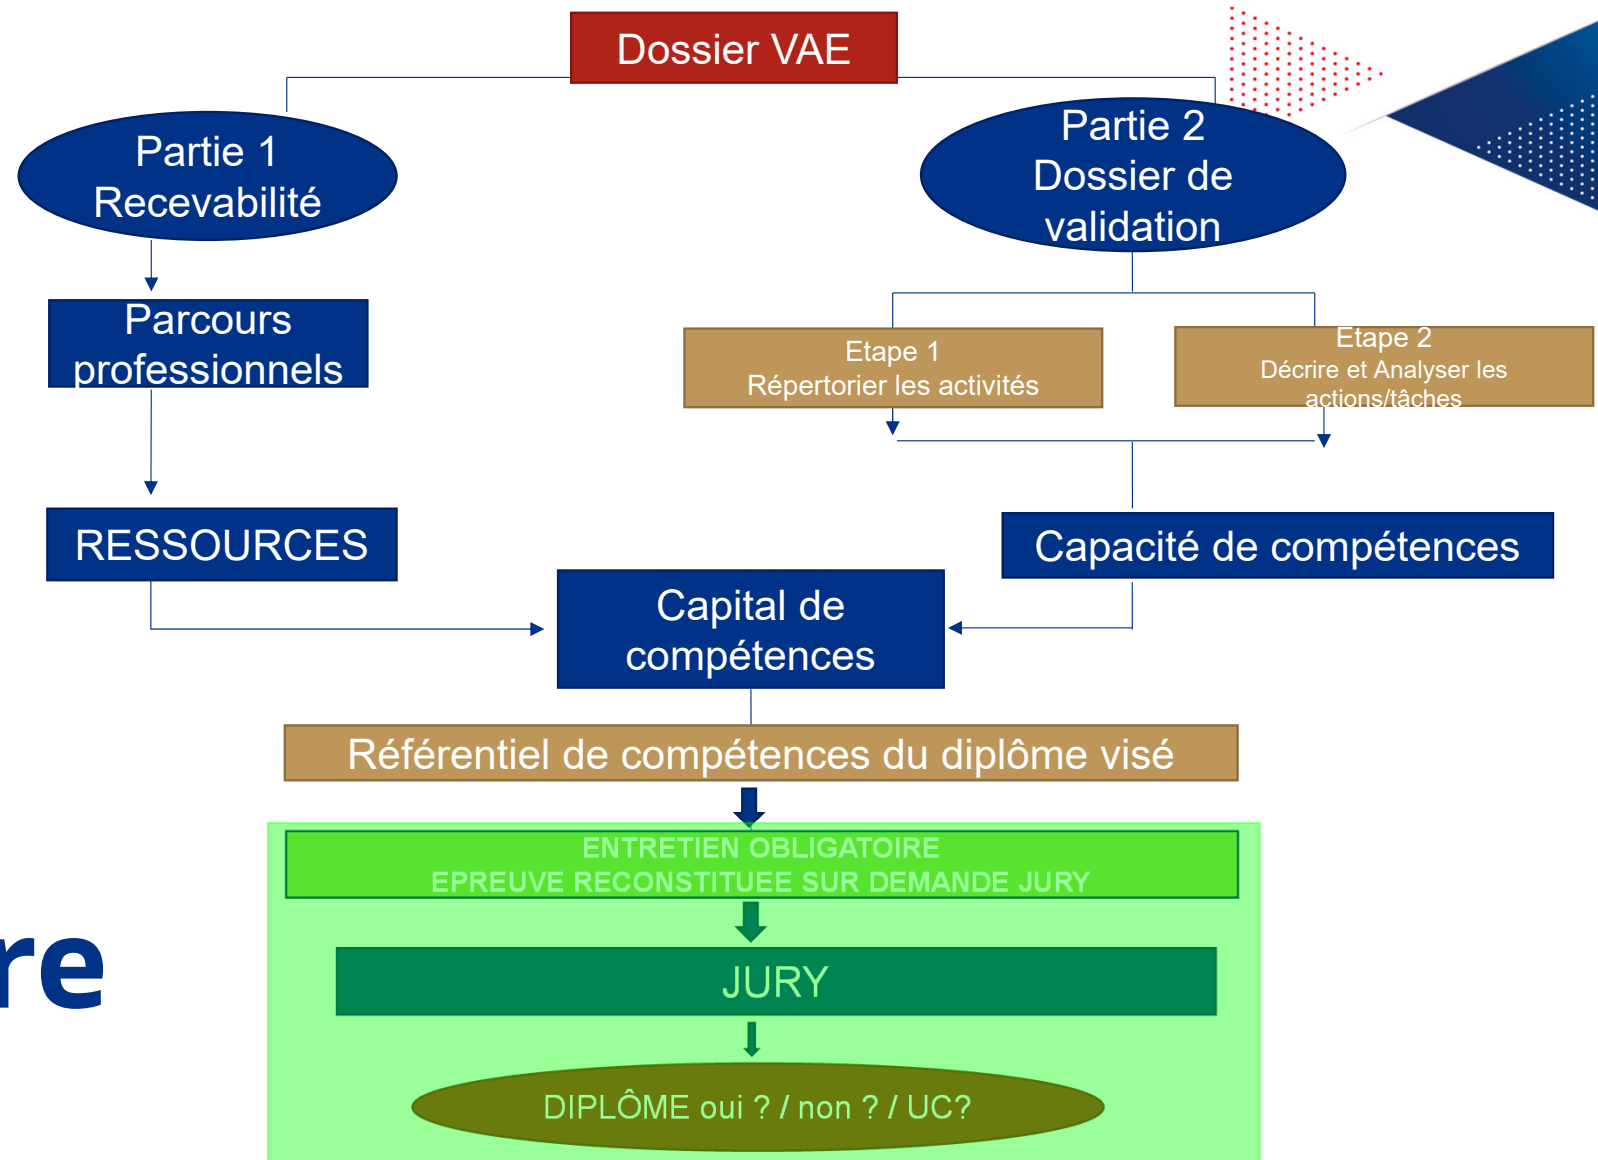 Dossier VAE
Partie 1
Recevabilité
Partie 2
Dossier de
validation
Parcours
professionnels
Etape 1
Répertorier les activités
Etape 2
Décrire et Analyser les
actions/tâches
RESSOURCES
Capacité de compétences
Capital de
compétences
Référentiel de compétences du diplôme visé
ENTRETIEN OBLIGATOIRE
EPREUVE RECONSTITUEE SUR DEMANDE JURY
re
JURY
DIPLÔME oui ? / non ? / UC?